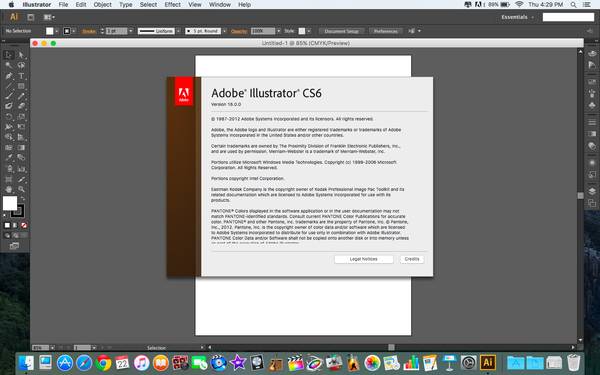 Illustrator File Edit Object Type Select Effect View Window Help 89% Thu 4:29 PM
Ai Essentials
No Selection Stroke: 1 pt Uniform 5 pt. Round Opacity: 100% Style: Document Setup Preferences
Untitled-1 @ 85% (CMYK/Preview)
Adobe
Adobe® Illustrator® CS6
Version 16.0.0
© 1987-2012 Adobe Systems Incorporated and its licensors. All rights reserved.
Adobe, the Adobe logo and Illustrator are either registered trademarks or trademarks of Adobe
Systems Incorporated in the United States and/or other countries.
Certain trademarks are owned by The Proximity Division of Franklin Electronic Publishers, Inc.,
and are used by permission. Merriam-Webster is a trademark of Merriam-Webster, Inc.
Portions utilize Microsoft Windows Media Technologies. Copyright (c) 1999-2006 Microsoft
Corporation. All Rights Reserved.
Portions copyright Intel Corporation.
Eastman Kodak Company is the copyright owner of Kodak Professional Image Pac Toolkit and its
related documentation which are licensed to Adobe Systems Incorporated for use with its
products.
PANTONE® Colors displayed in the software application or in the user documentation may not
match PANTONE-identified standards. Consult current PANTONE Color Publications for accurate
color. PANTONE® and other Pantone, Inc. trademarks are the property of Pantone, Inc. © Pantone,
Inc., 2012. Pantone, Inc. is the copyright owner of color data and/or software which are licensed
to Adobe Systems Incorporated to distribute for use only in combination with Adobe Illustrator.
PANTONE Color Data and/or Software shall not be copied onto another disk or into memory unless
Legal Notices Credits
85% 1 Selection
22
Ai